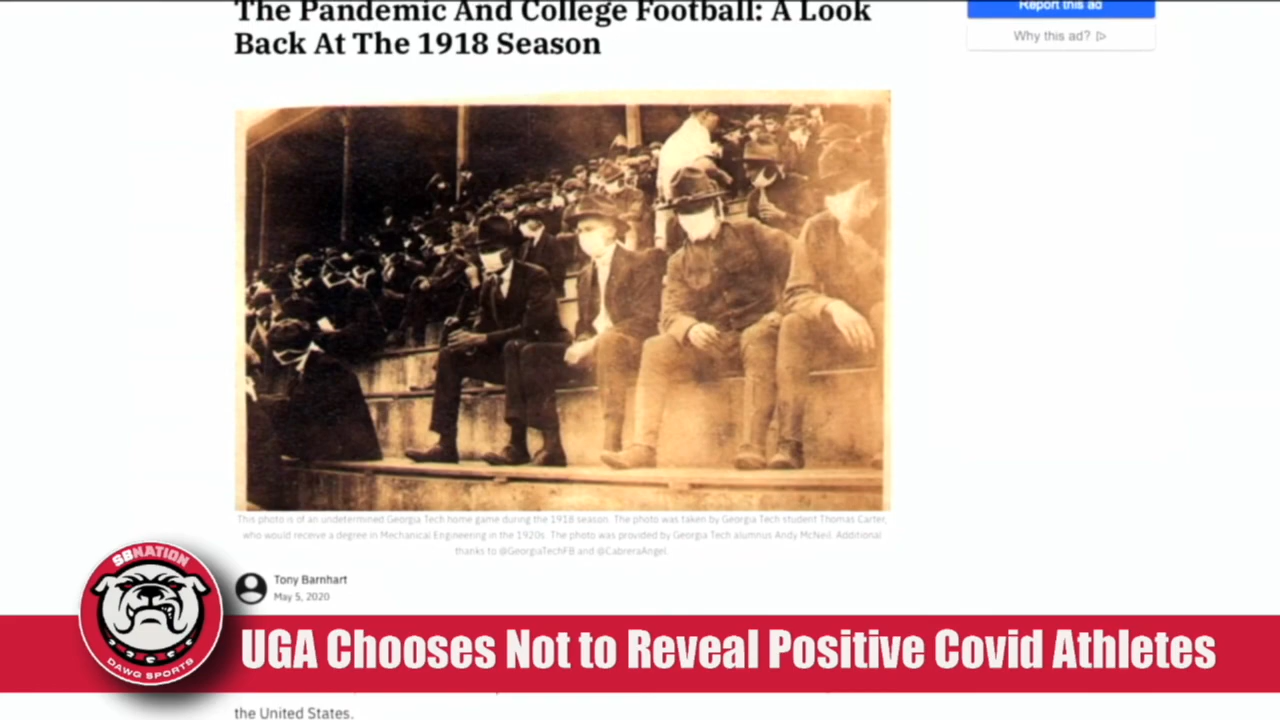 The Pandemic And College Football: A Look
Back At The 1918 Season
Report this ad
Why this ad?
This photo is of an undetermined Georgia Tech home game during the 1918 season. The photo was taken by Georgia Tech student Thomas Carter,
who would receive a degree in Mechanical Engineering in the 1920s. The photo was provided by Georgia Tech alumnus Andy McNeil. Additional
thanks to @GeorgiaTechFB and @CabreraAngel.
Tony Barnhart
May 5, 2020
SBNATION
DAWG SPORTS
UGA Chooses Not to Reveal Positive Covid Athletes
the United States.